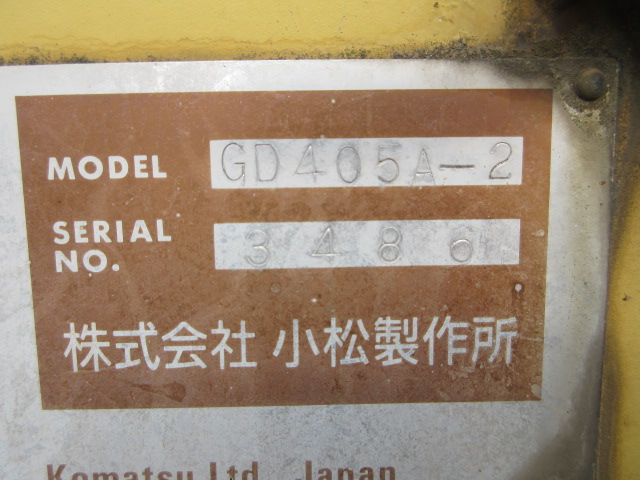 MODEL GD405A-2
SERIAL NO. 3486
株式会社 小松製作所
Komatsu Ltd. Japan